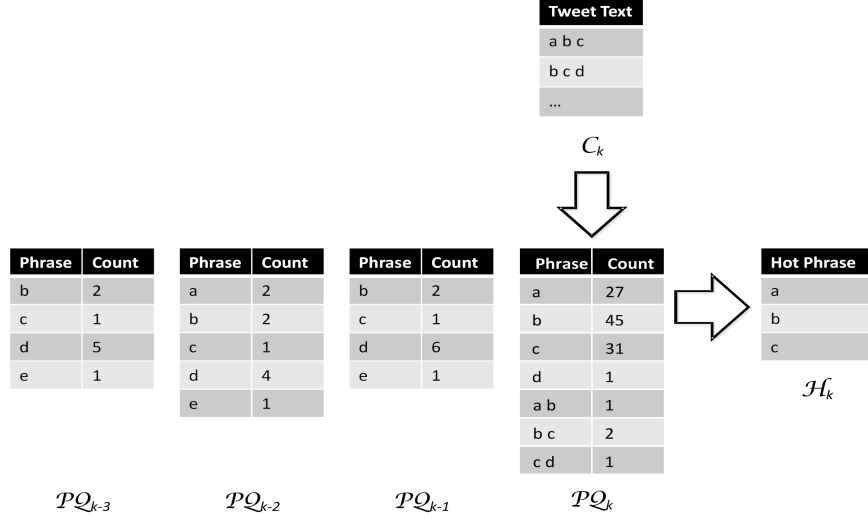 Tweet Text
a b c
b c d
...
C_k
Phrase Count
b 2
c 1
d 5
e 1
PQ_k-3
Phrase Count
a 2
b 2
c 1
d 4
e 1
PQ_k-2
Phrase Count
b 2
c 1
d 6
e 1
PQ_k-1
Phrase Count
a 27
b 45
c 31
d 1
a b 1
b c 2
c d 1
PQ_k
Hot Phrase
a
b
c
H_k